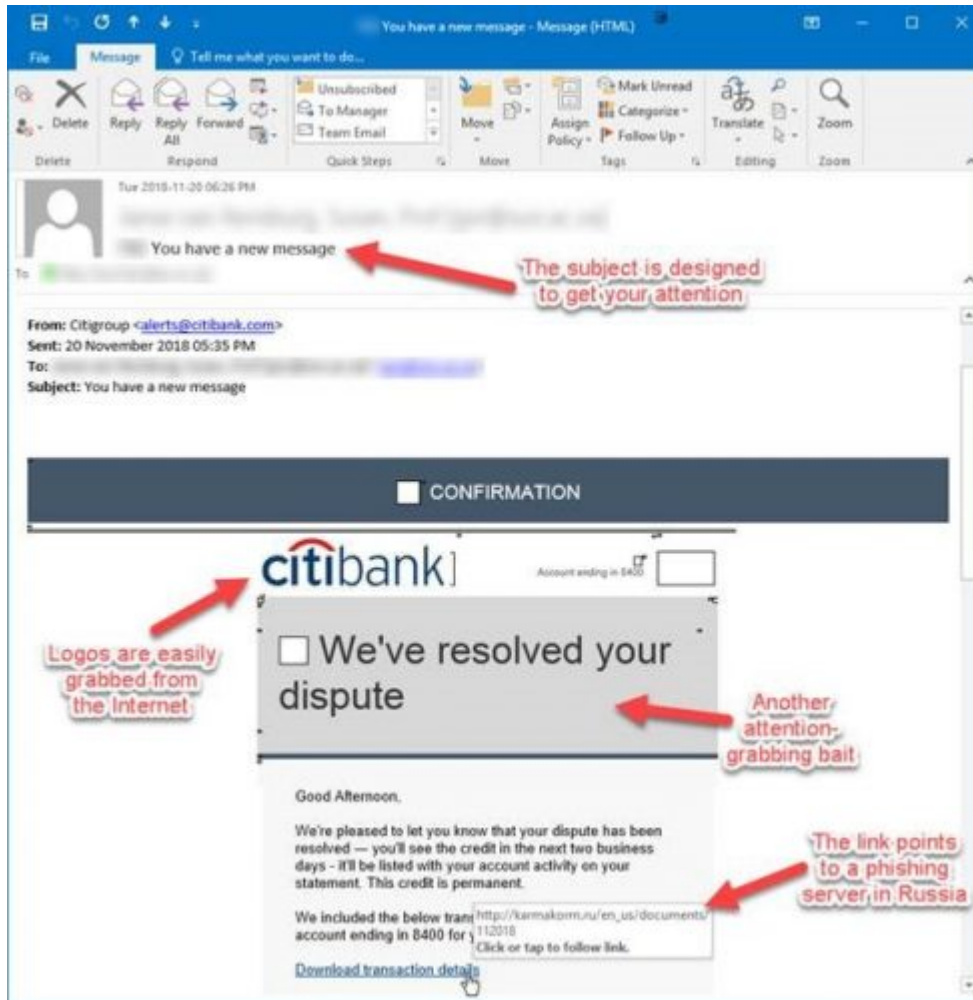 You have a new message - Message (HTML)
File Message Tell me what you want to do...
Delete
Reply
Reply All
Forward
Unsubscribed
To Manager
Team Email
Move
Assign Policy
Mark Unread
Categorize
Follow Up
Translate
Zoom
Delete Respond Quick Steps Move Tags Editing Zoom
Tue 2018-11-20 06:26 PM
You have a new message
To
The subject is designed
to get your attention
From: Citigroup <alerts@citibank.com>
Sent: 20 November 2018 05:35 PM
To:
Subject: You have a new message
CONFIRMATION
citibank
Account ending in 8400
Logos are easily
grabbed from
the Internet
We've resolved your
dispute
Another
attention-
grabbing bait
Good Afternoon,
We're pleased to let you know that your dispute has been
resolved — you'll see the credit in the next two business
days - it'll be listed with your account activity on your
statement. This credit is permanent.
The link points
to a phishing
server in Russia
We included the below
account ending in 8400 for
http://karmakorm.ru/en_us/documents/
112018
Click or tap to follow link.
Download transaction details